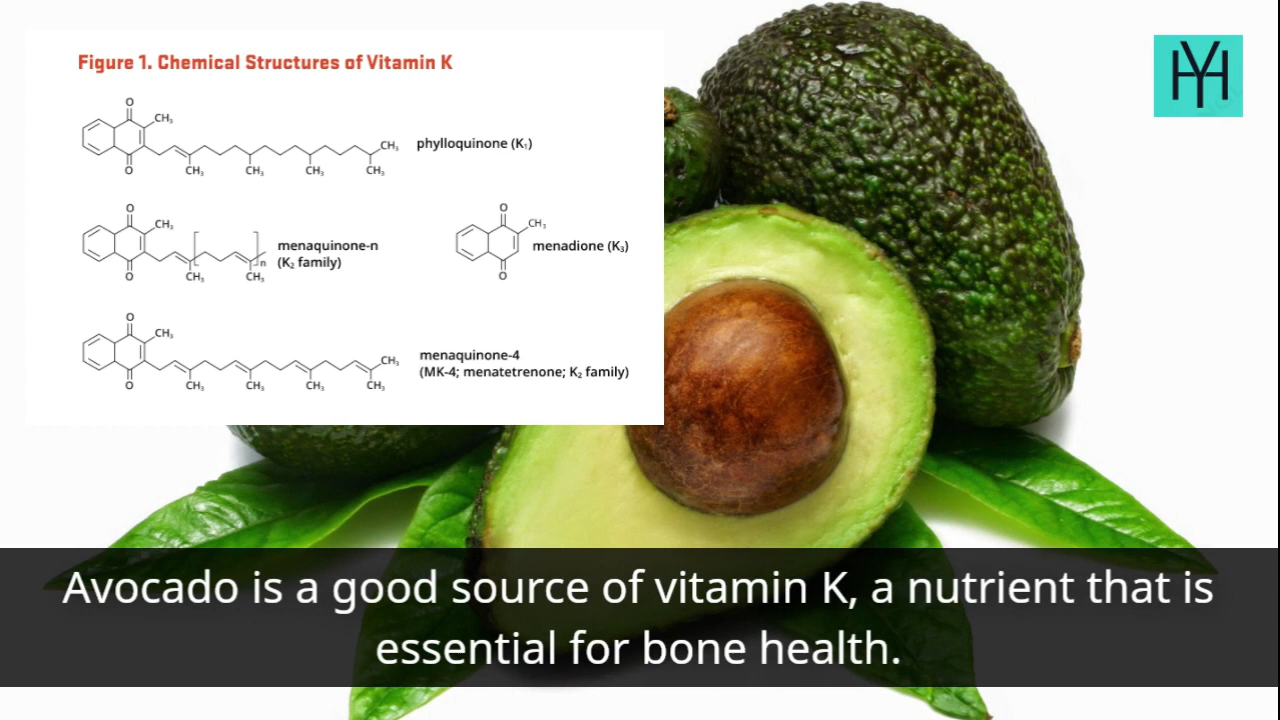 Figure 1. Chemical Structures of Vitamin K
O
CH₃
CH₃
phylloquinone (K₁)
O
CH₃
CH₃
CH₃
CH₃
O
CH₃
menaquinone-n
(K₂ family)
n
O
CH₃
CH₃
O
CH₃
menadione (K₃)
O
O
CH₃
CH₃
menaquinone-4
(MK-4; menatetrenone; K₂ family)
O
CH₃
CH₃
CH₃
CH₃
YH
Avocado is a good source of vitamin K, a nutrient that is
essential for bone health.